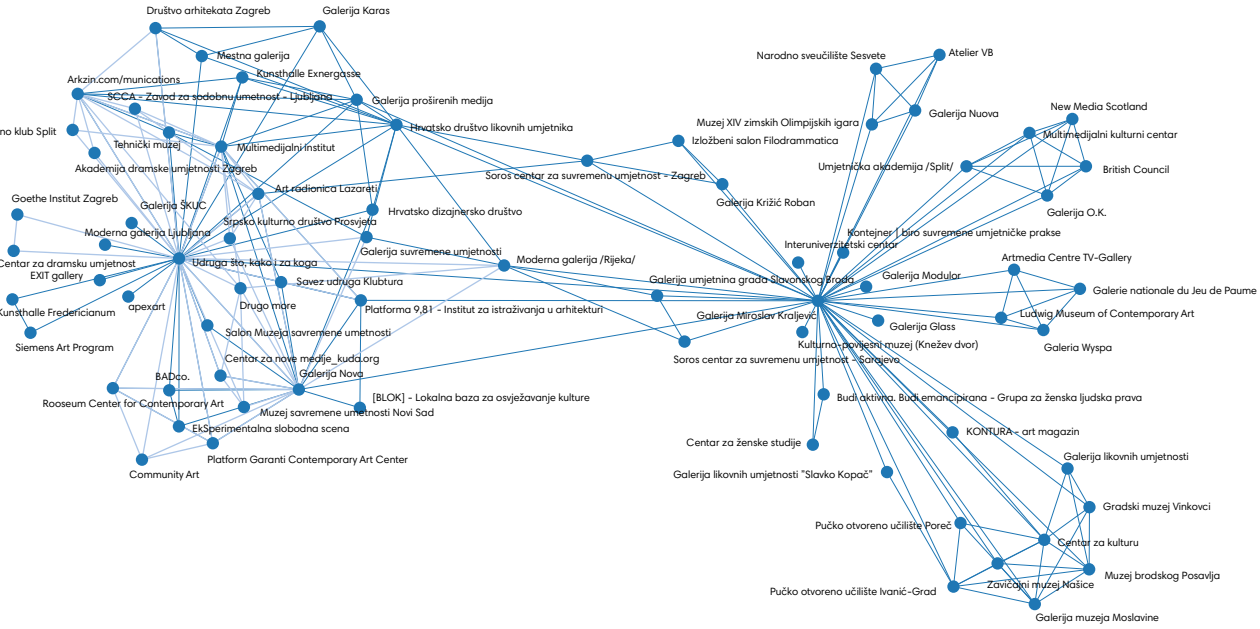 Društvo arhitekata Zagreb
Galerija Karas
Mestna galerija
Narodno sveučilište Sesvete
Atelier VB
Arkzin.com/munications
Kunsthalle Exnergasse
SCCA - Zavod za sodobnu umetnost - Ljubljana
Galerija proširenih medija
New Media Scotland
Galerija Nuova
no klub Split
Hrvatsko društvo likovnih umjetnika
Muzej XIV zimskih Olimpijskih igara
Multimedijalni kulturni centar
Tehnički muzej
Multimedijalni institut
Izložbeni salon Filodrammatica
Akademija dramske umjetnosti Zagreb
Soros centar za suvremenu umjetnost - Zagreb
Umjetnička akademija /Split/
British Council
Art radionica Lazareti
Goethe Institut Zagreb
Galerija ŠKUC
Galerija Križić Roban
Hrvatsko dizajnersko društvo
Galerija O.K.
Srpsko kulturno društvo Prosvjeta
Moderna galerija Ljubljana
Kontejner | biro suvremene umjetničke prakse
Interuniverzitetski centar
Galerija suvremene umjetnosti
Moderna galerija /Rijeka/
Artmedia Centre TV-Gallery
Centar za dramsku umjetnost
Udruga što, kako i za koga
EXIT gallery
Savez udruga Klubtura
Galerija umjetnina grada Slavonskog Broda
Galerija Modulor
Galerie nationale du Jeu de Paume
Kunsthalle Fredericianum
apexart
Drugo more
Platforma 9,81 - Institut za istraživanja u arhitekturi
Galerija Miroslav Kraljević
Ludwig Museum of Contemporary Art
Galerija Glass
Siemens Art Program
Salon Muzeja savremene umetnosti
Kulturno-povijesni muzej (Knežev dvor)
Galeria Wyspa
Soros centar za suvremenu umjetnost - Sarajevo
Centar za nove medije_kuda.org
Galerija Nova
BADco.
Rooseum Center for Contemporary Art
[BLOK] - Lokalna baza za osvježavanje kulture
Budi aktivna. Budi emancipirana - Grupa za ženska ljudska prava
Muzej savremene umetnosti Novi Sad
EkSperimentalna slobodna scena
KONTURA - art magazin
Centar za ženske studije
Platform Garanti Contemporary Art Center
Galerija likovnih umjetnosti
Community Art
Galerija likovnih umjetnosti "Slavko Kopač"
Gradski muzej Vinkovci
Pučko otvoreno učilište Poreč
Centar za kulturu
Muzej brodskog Posavlja
Zavičajni muzej Našice
Pučko otvoreno učilište Ivanić-Grad
Galerija muzeja Moslavine